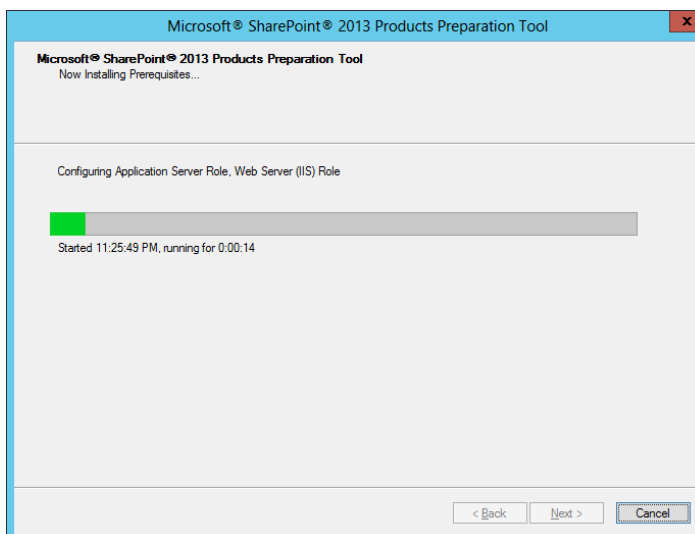 Microsoft® SharePoint® 2013 Products Preparation Tool
x
Microsoft® SharePoint® 2013 Products Preparation Tool
Now Installing Prerequisites...
Configuring Application Server Role, Web Server (IIS) Role
Started 11:25:49 PM, running for 0:00:14
< Back Next > Cancel